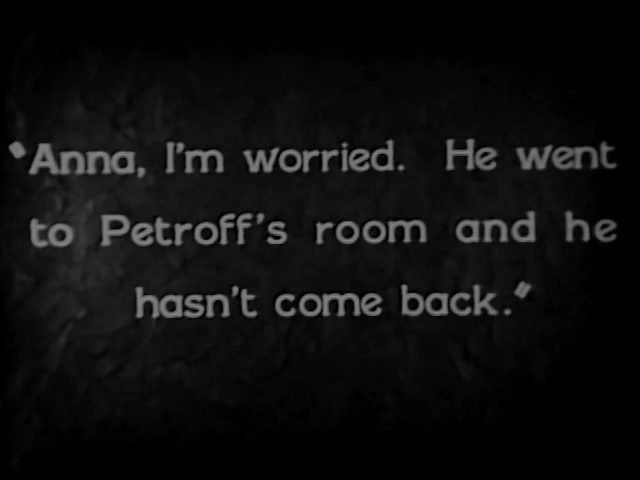 "Anna, I'm worried. He went
to Petroff's room and he
hasn't come back."